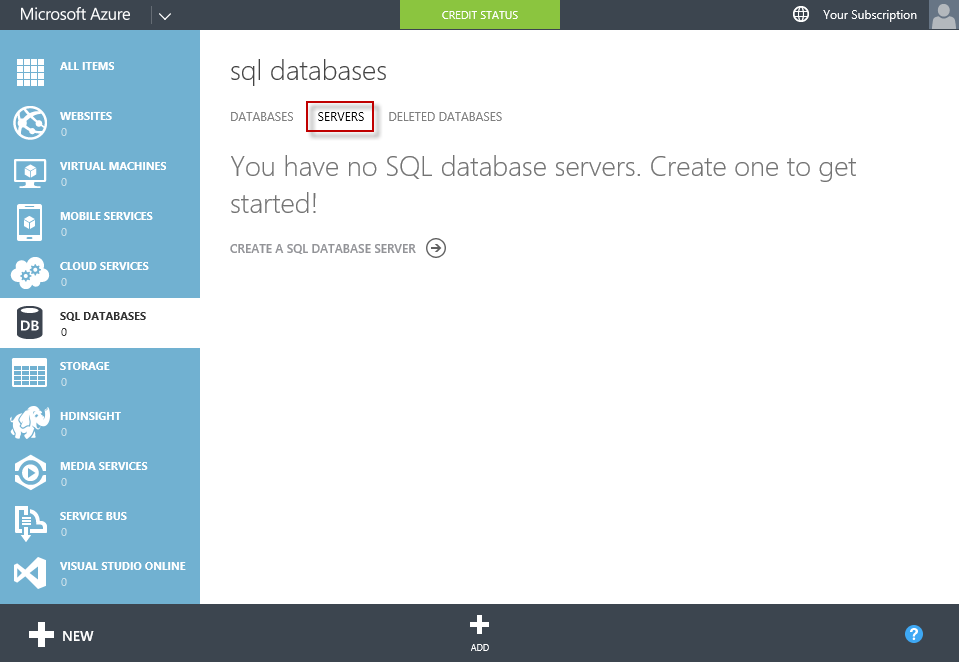 Microsoft Azure
CREDIT STATUS
Your Subscription
ALL ITEMS
WEBSITES
0
VIRTUAL MACHINES
0
MOBILE SERVICES
0
CLOUD SERVICES
0
DB
SQL DATABASES
0
STORAGE
0
HDINSIGHT
0
MEDIA SERVICES
0
SERVICE BUS
0
VISUAL STUDIO ONLINE
0
sql databases
DATABASES SERVERS DELETED DATABASES
You have no SQL database servers. Create one to get
started!
CREATE A SQL DATABASE SERVER
NEW
ADD
?